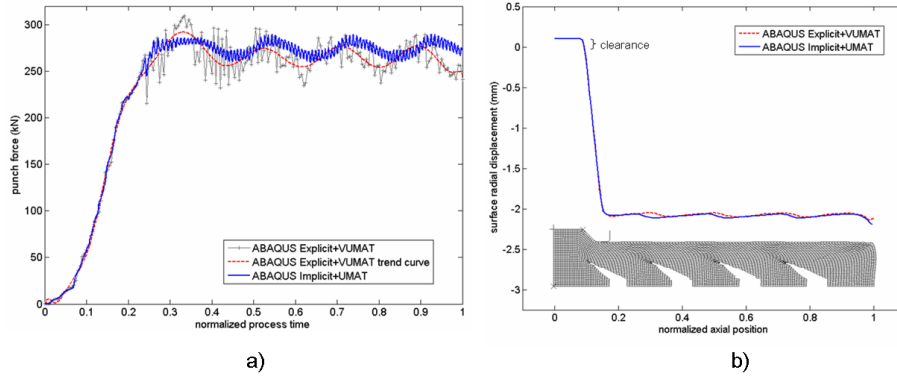 300
250
200
150
100
50
0
punch force (kN)
ABAQUS Explicit+VUMAT
ABAQUS Explicit+VUMAT trend curve
ABAQUS Implicit+UMAT
0 0.1 0.2 0.3 0.4 0.5 0.6 0.7 0.8 0.9 1
normalized process time
a)
0
-0.5
-1
-1.5
-2
-2.5
-3
surface radial displacement (mm)
ABAQUS Explicit+VUMAT
ABAQUS Implicit+UMAT
} clearance
0 0.2 0.4 0.6 0.8 1
normalized axial position
b)